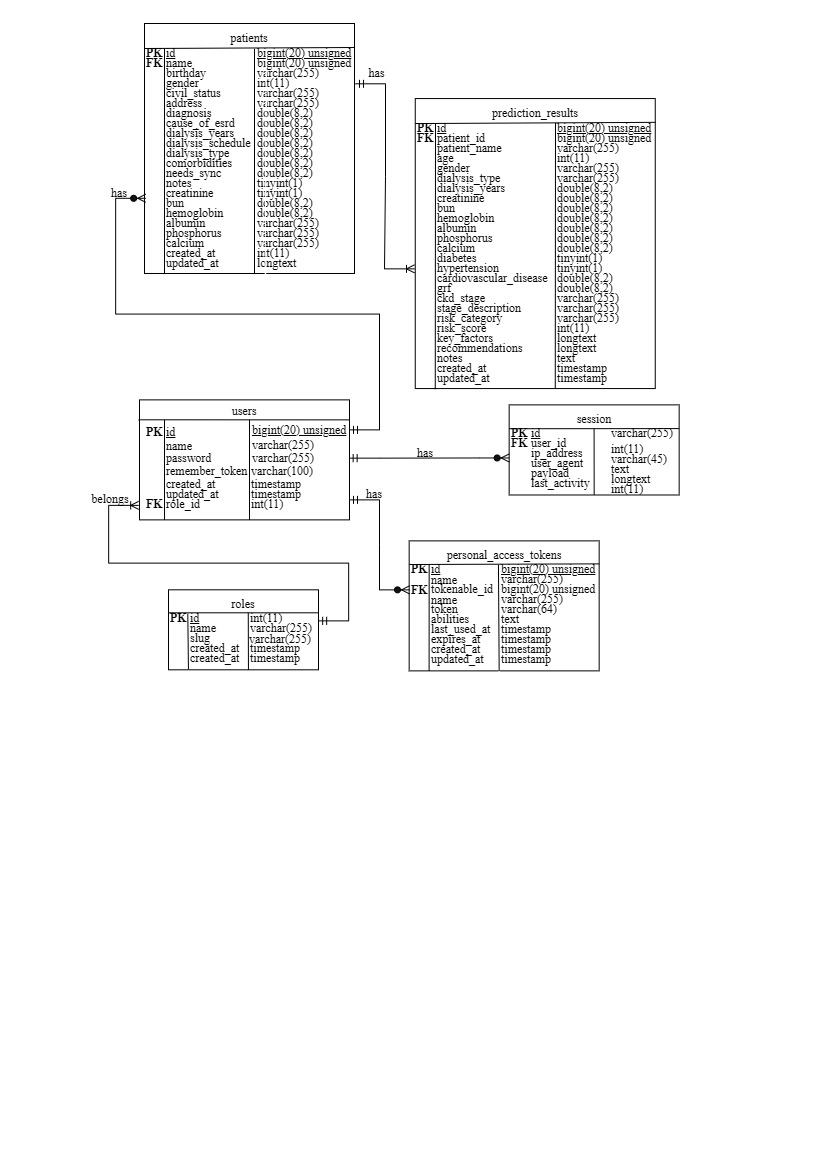 patients
PK id bigint(20) unsigned
FK name bigint(20) unsigned
birthday varchar(255)
gender int(11)
civil_status varchar(255)
address varchar(255)
diagnosis double(8,2)
cause_of_esrd double(8,2)
dialysis_years double(8,2)
dialysis_schedule double(8,2)
dialysis_type double(8,2)
comorbidities double(8,2)
needs_sync double(8,2)
notes tinyint(1)
creatinine tinyint(1)
bun double(8,2)
hemoglobin double(8,2)
albumin varchar(255)
phosphorus varchar(255)
calcium varchar(255)
created_at int(11)
updated_at longtext
has
prediction_results
PK id bigint(20) unsigned
FK patient_id bigint(20) unsigned
patient_name varchar(255)
age int(11)
gender varchar(255)
dialysis_type varchar(255)
dialysis_years double(8,2)
creatinine double(8,2)
bun double(8,2)
hemoglobin double(8,2)
albumin double(8,2)
phosphorus double(8,2)
calcium double(8,2)
diabetes tinyint(1)
hypertension tinyint(1)
cardiovascular_disease double(8,2)
grf double(8,2)
ckd_stage varchar(255)
stage_description varchar(255)
risk_category varchar(255)
risk_score int(11)
key_factors longtext
recommendations longtext
notes text
created_at timestamp
updated_at timestamp
has
users
PK id bigint(20) unsigned
name varchar(255)
password varchar(255)
remember_token varchar(100)
created_at timestamp
updated_at timestamp
FK role_id int(11)
has
session
PK id varchar(255)
FK user_id int(11)
ip_address varchar(45)
user_agent text
payload longtext
last_activity int(11)
has
belongs
personal_access_tokens
PK id bigint(20) unsigned
name varchar(255)
FK tokenable_id bigint(20) unsigned
name varchar(255)
token varchar(64)
abilities text
last_used_at timestamp
expires_at timestamp
created_at timestamp
updated_at timestamp
roles
PK id int(11)
name varchar(255)
slug varchar(255)
created_at timestamp
created_at timestamp